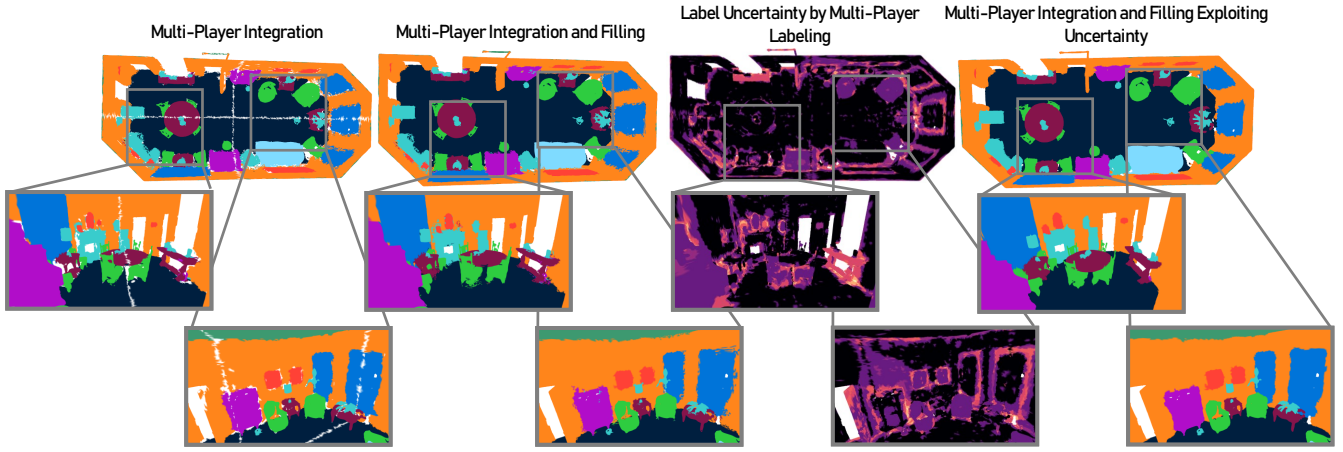 Multi-Player Integration
Multi-Player Integration and Filling
Label Uncertainty by Multi-Player
Labeling
Multi-Player Integration and Filling Exploiting
Uncertainty